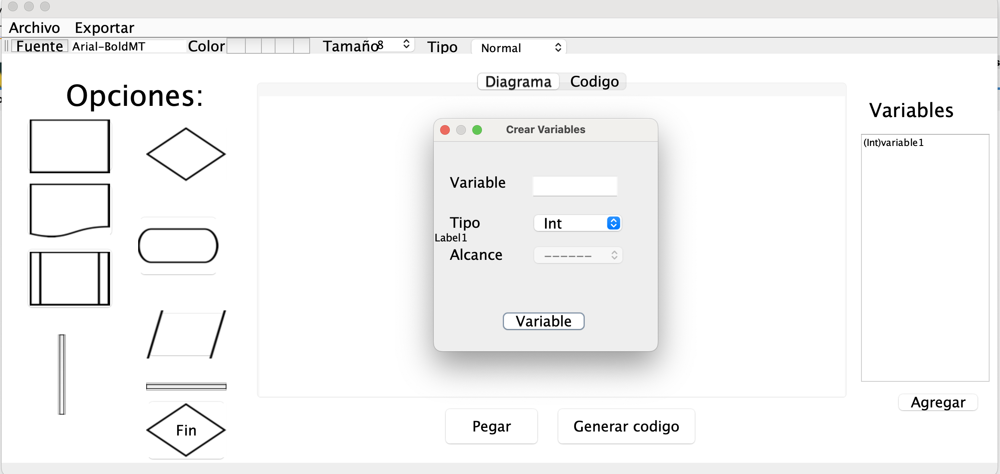 Archivo Exportar
Fuente Arial-BoldMT Color Tamaño 8 Tipo Normal
Diagrama Codigo
Opciones:
Fin
Crear Variables
Variable
Tipo Int
Label1
Alcance ------
Variable
Pegar Generar codigo
Variables
(Int)variable1
Agregar